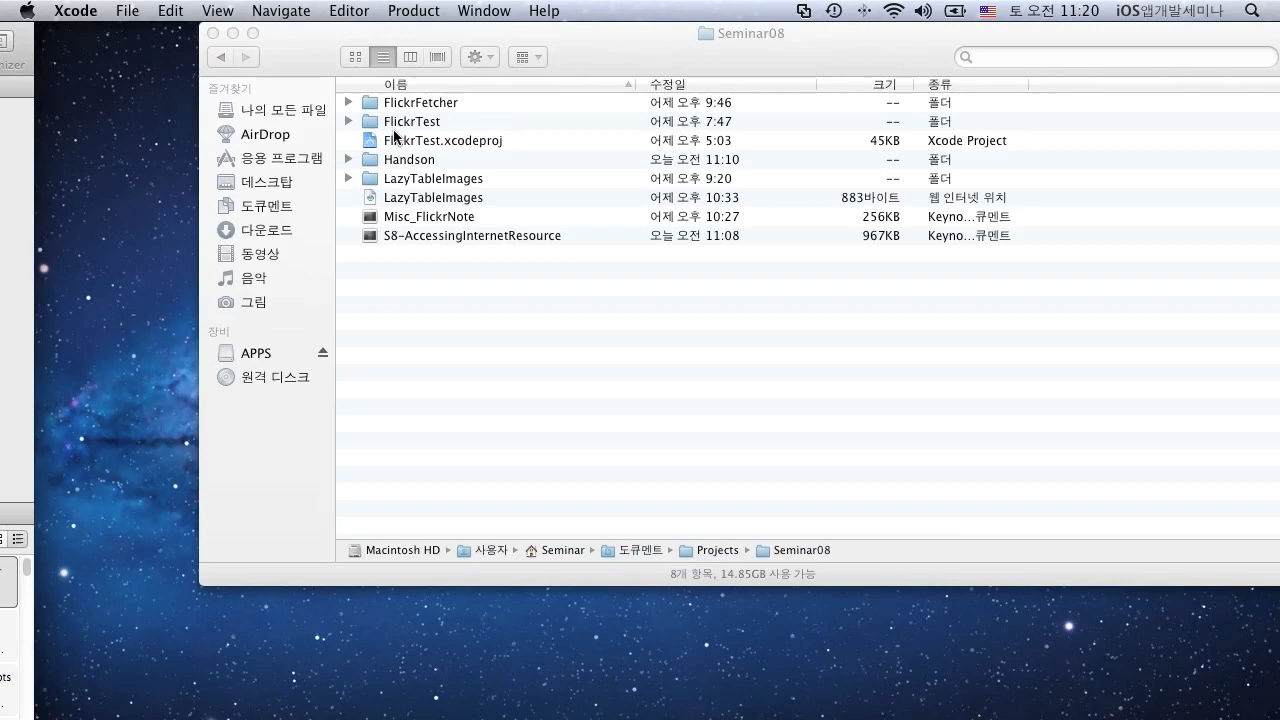 Xcode File Edit View Navigate Editor Product Window Help 토 오전 11:20 iOS앱개발세미나
Seminar08
nizer
즐겨찾기
나의 모든 파일
AirDrop
응용 프로그램
데스크탑
도큐멘트
다운로드
동영상
음악
그림
장비
APPS
원격 디스크
이름 수정일 크기 종류
FlickrFetcher 어제 오후 9:46 -- 폴더
FlickrTest 어제 오후 7:47 -- 폴더
FlickrTest.xcodeproj 어제 오후 5:03 45KB Xcode Project
Handson 오늘 오전 11:10 -- 폴더
LazyTableImages 어제 오후 9:20 -- 폴더
LazyTableImages 어제 오후 10:33 883바이트 웹 인터넷 위치
Misc_FlickrNote 어제 오후 10:27 256KB Keyno...큐멘트
S8-AccessingInternetResource 오늘 오전 11:08 967KB Keyno...큐멘트
Macintosh HD ▸ 사용자 ▸ Seminar ▸ 도큐멘트 ▸ Projects ▸ Seminar08
8개 항목, 14.85GB 사용 가능
pts